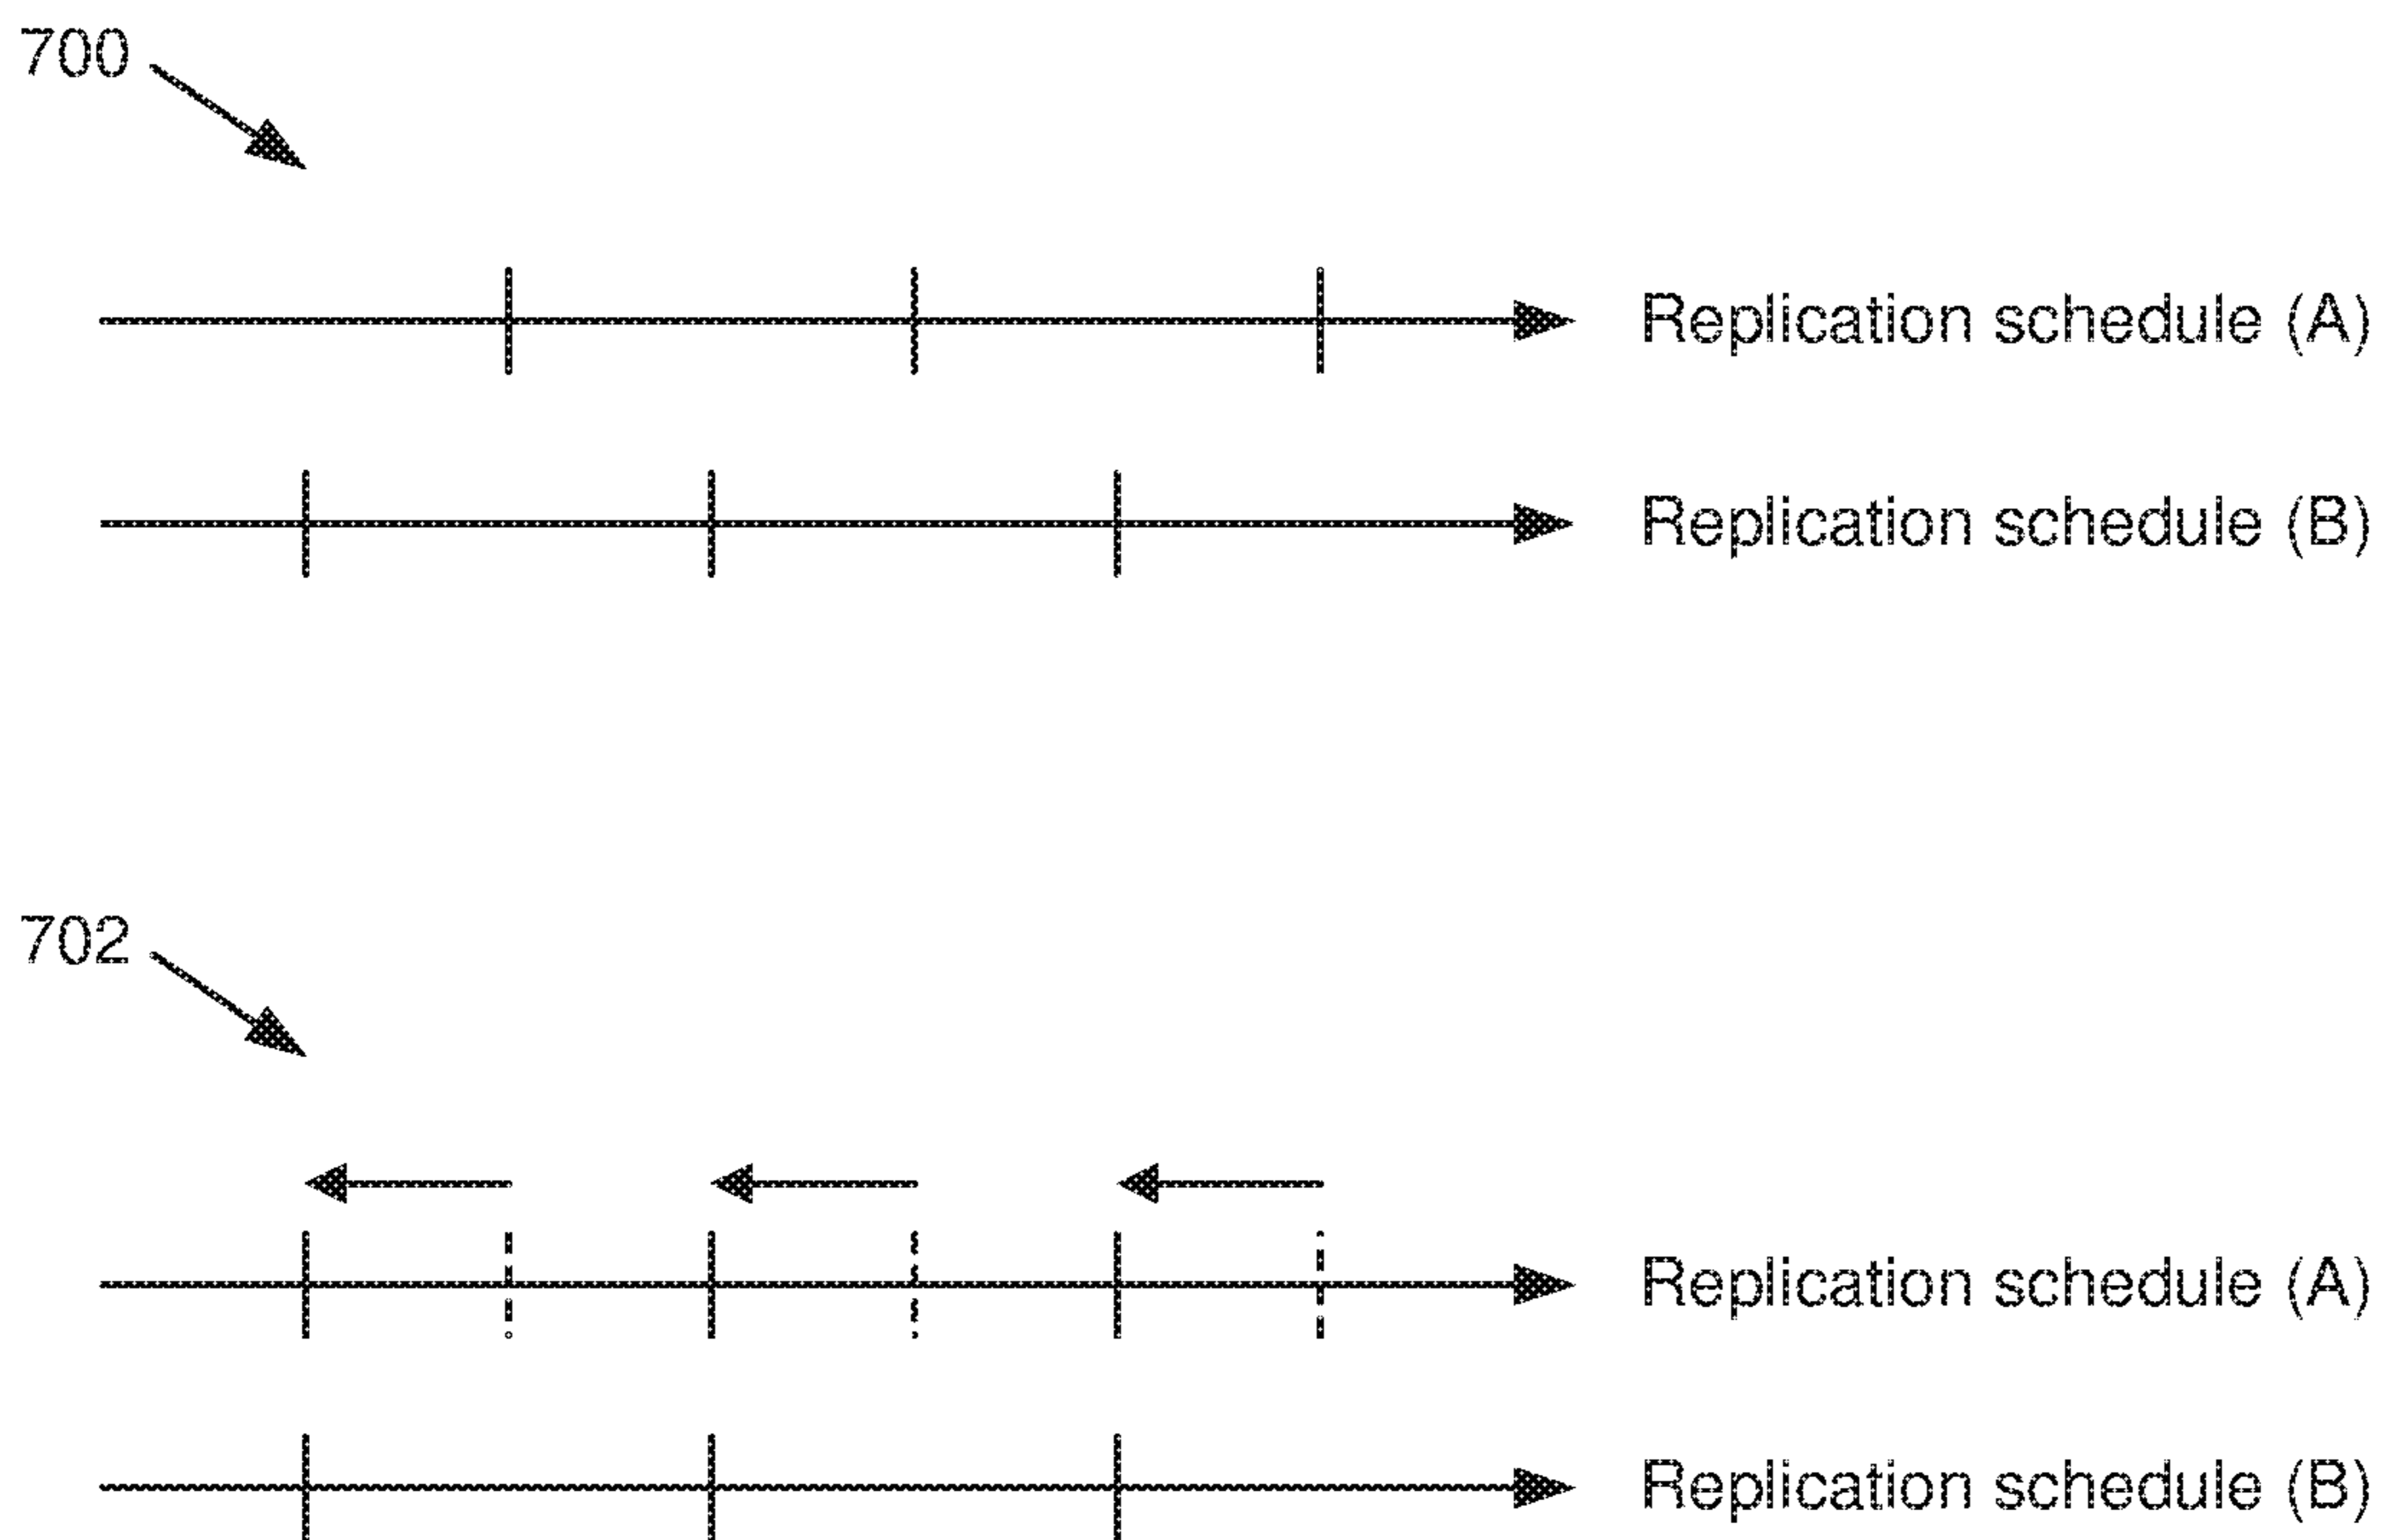 700
Replication schedule (A)
Replication schedule (B)
702
Replication schedule (A)
Replication schedule (B)